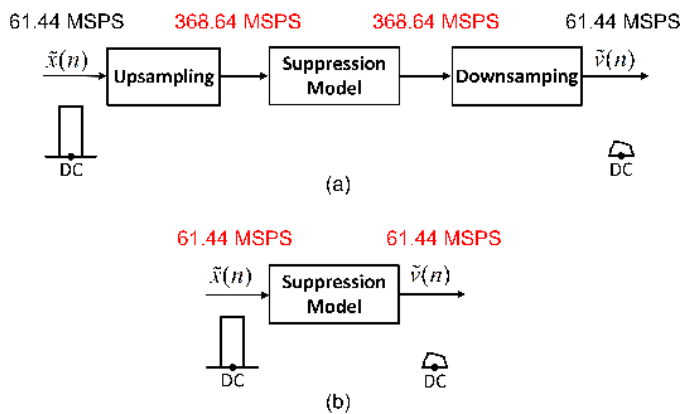 61.44 MSPS 368.64 MSPS 368.64 MSPS 61.44 MSPS
x̃(n) Upsampling Suppression Model Downsamping ṽ(n)
DC DC
(a)
61.44 MSPS 61.44 MSPS
x̃(n) Suppression Model ṽ(n)
DC DC
(b)